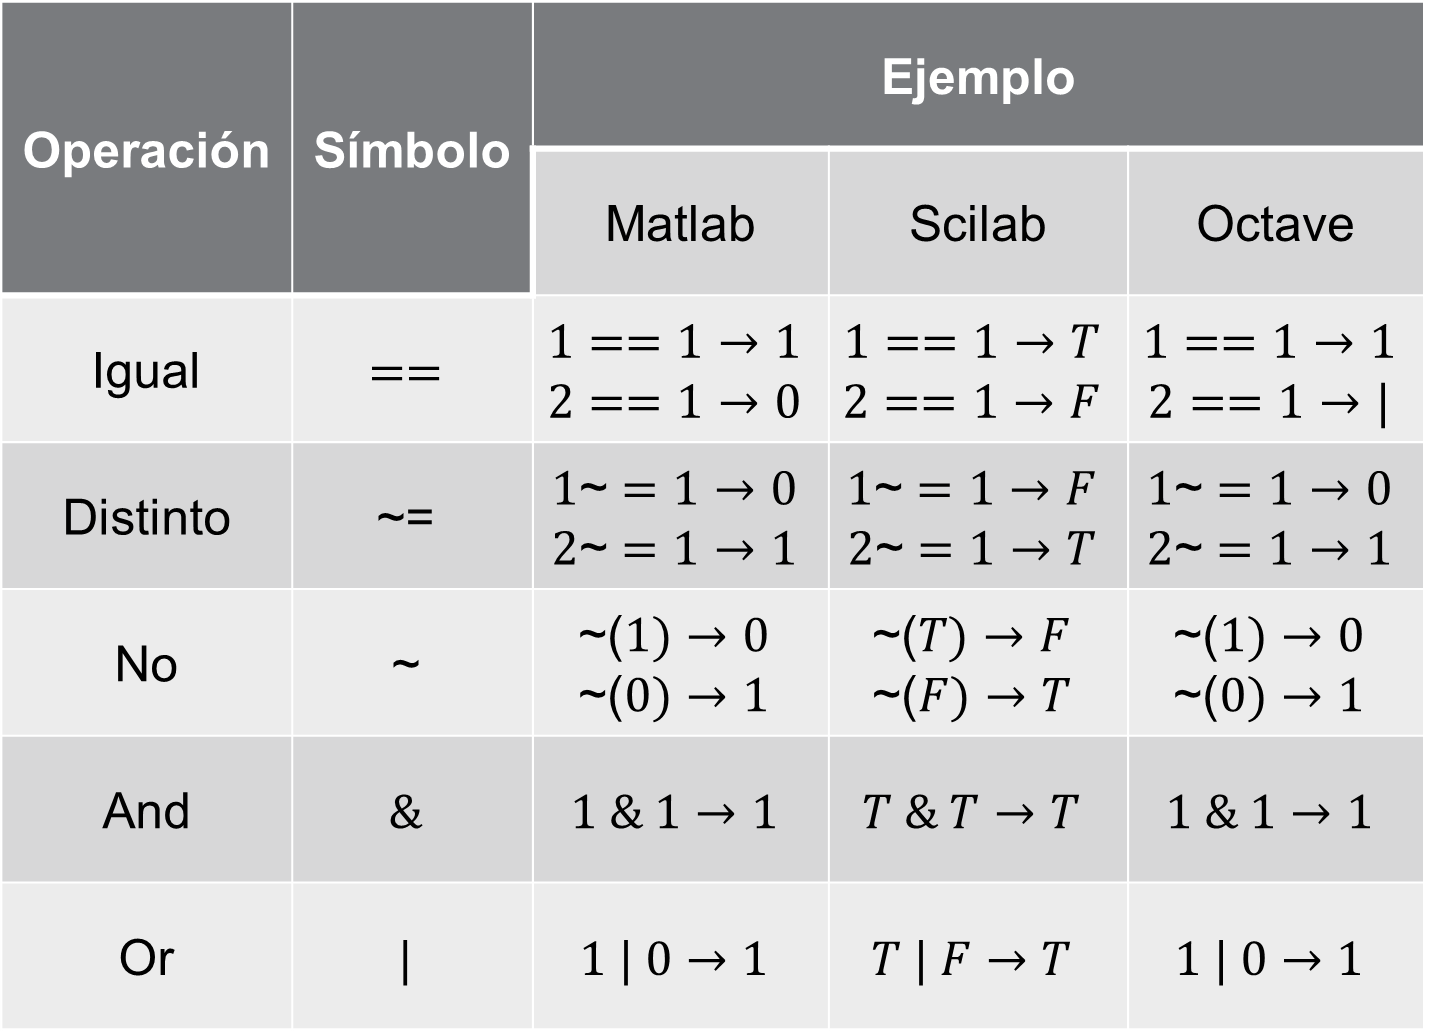 Operación Símbolo Ejemplo
Matlab Scilab Octave
Igual == 1 == 1 → 1 1 == 1 → T 1 == 1 → 1
2 == 1 → 0 2 == 1 → F 2 == 1 → |
Distinto ~= 1~ = 1 → 0 1~ = 1 → F 1~ = 1 → 0
2~ = 1 → 1 2~ = 1 → T 2~ = 1 → 1
No ~ ~(1) → 0 ~(T) → F ~(1) → 0
~(0) → 1 ~(F) → T ~(0) → 1
And & 1 & 1 → 1 T & T → T 1 & 1 → 1
Or | 1 | 0 → 1 T | F → T 1 | 0 → 1